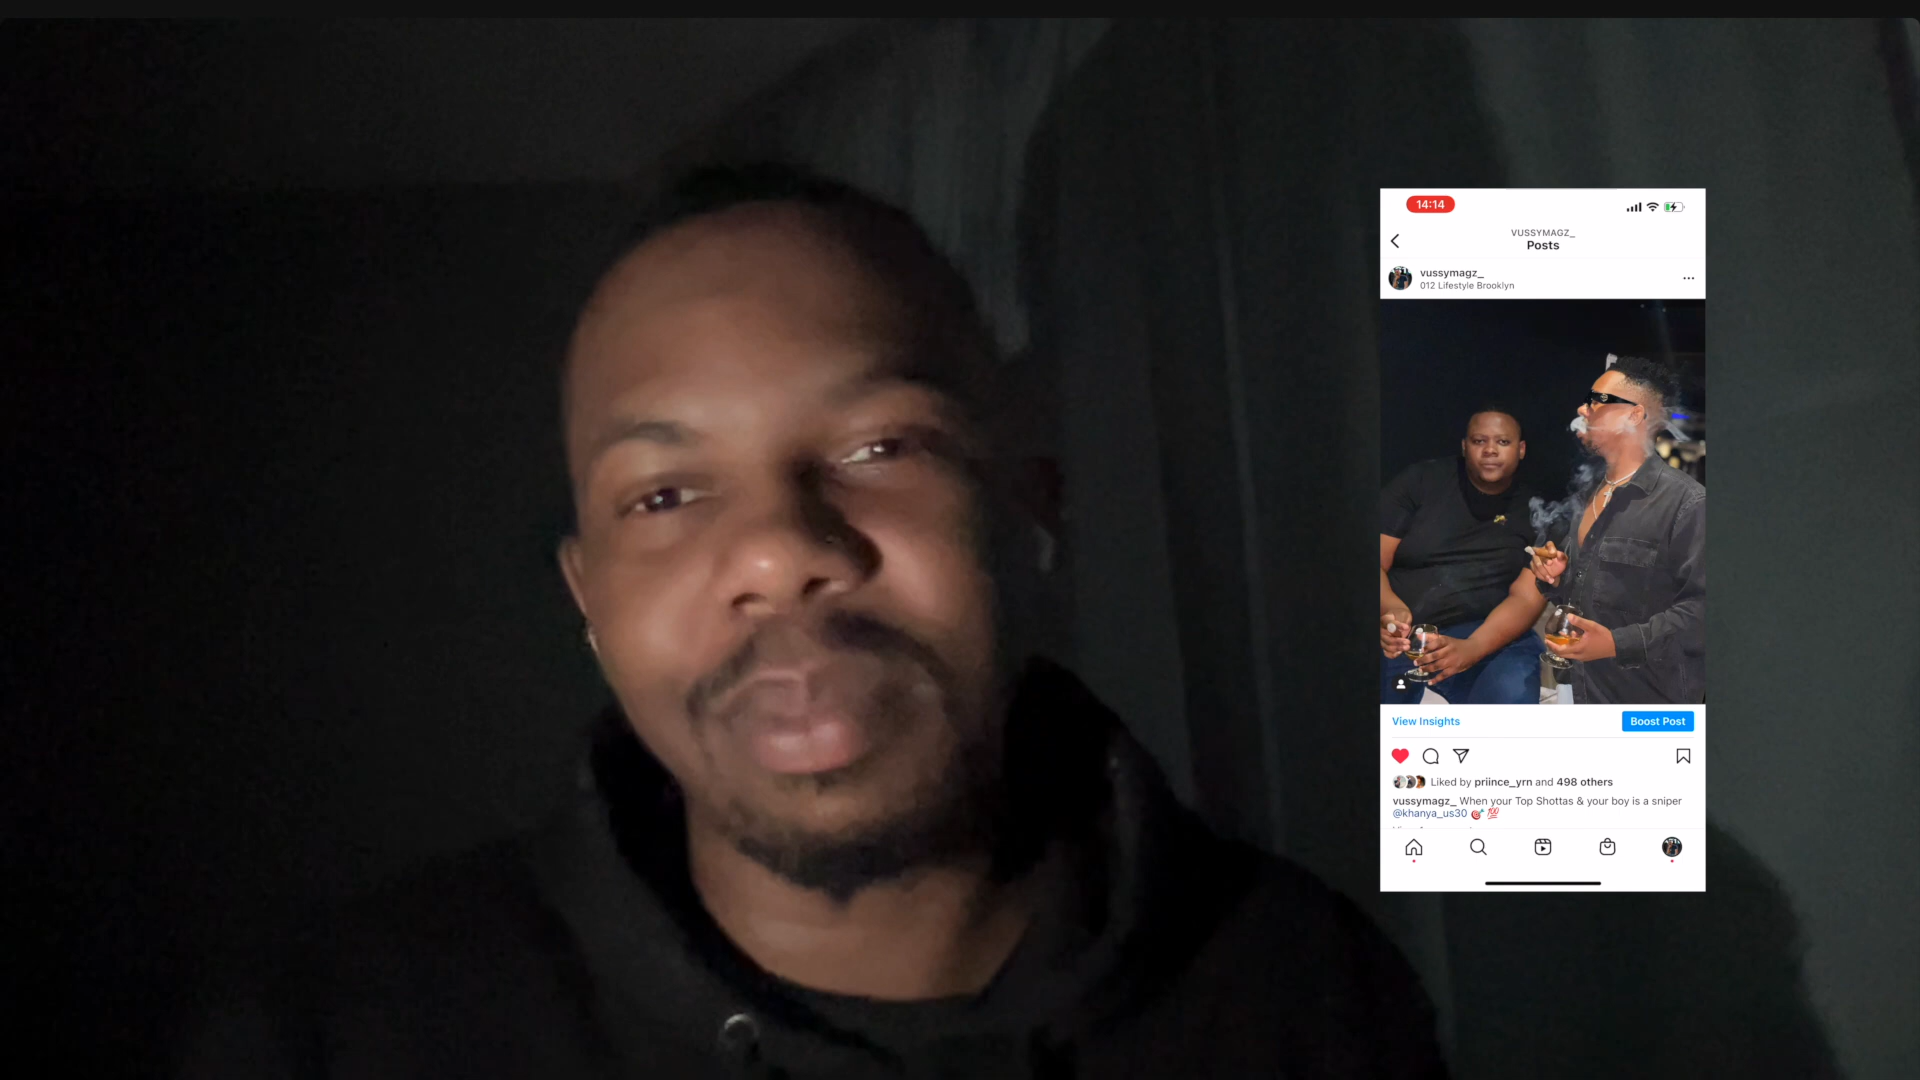 14:14
VUSSYMAGZ_
Posts
vussymagz_
012 Lifestyle Brooklyn
View Insights
Boost Post
Liked by priince_yrn and 498 others
vussymagz_ When your Top Shottas & your boy is a sniper
@khanya_us30 🎯 💯